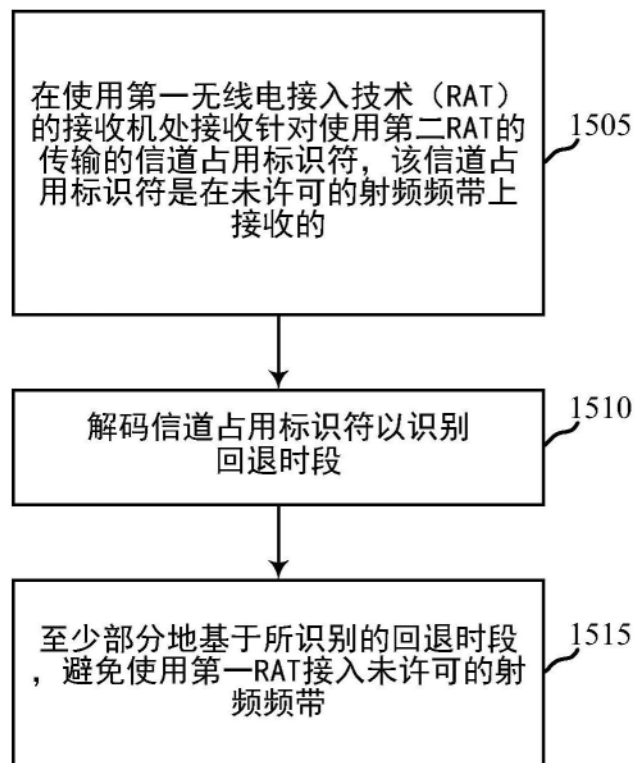 在使用第一无线电接入技术（RAT）
的接收机处接收针对使用第二RAT的
传输的信道占用标识符，该信道占
用标识符是在未许可的射频频带上
接收的
1505
解码信道占用标识符以识别
回退时段
1510
至少部分地基于所识别的回退时段
，避免使用第一RAT接入未许可的射
频频带
1515